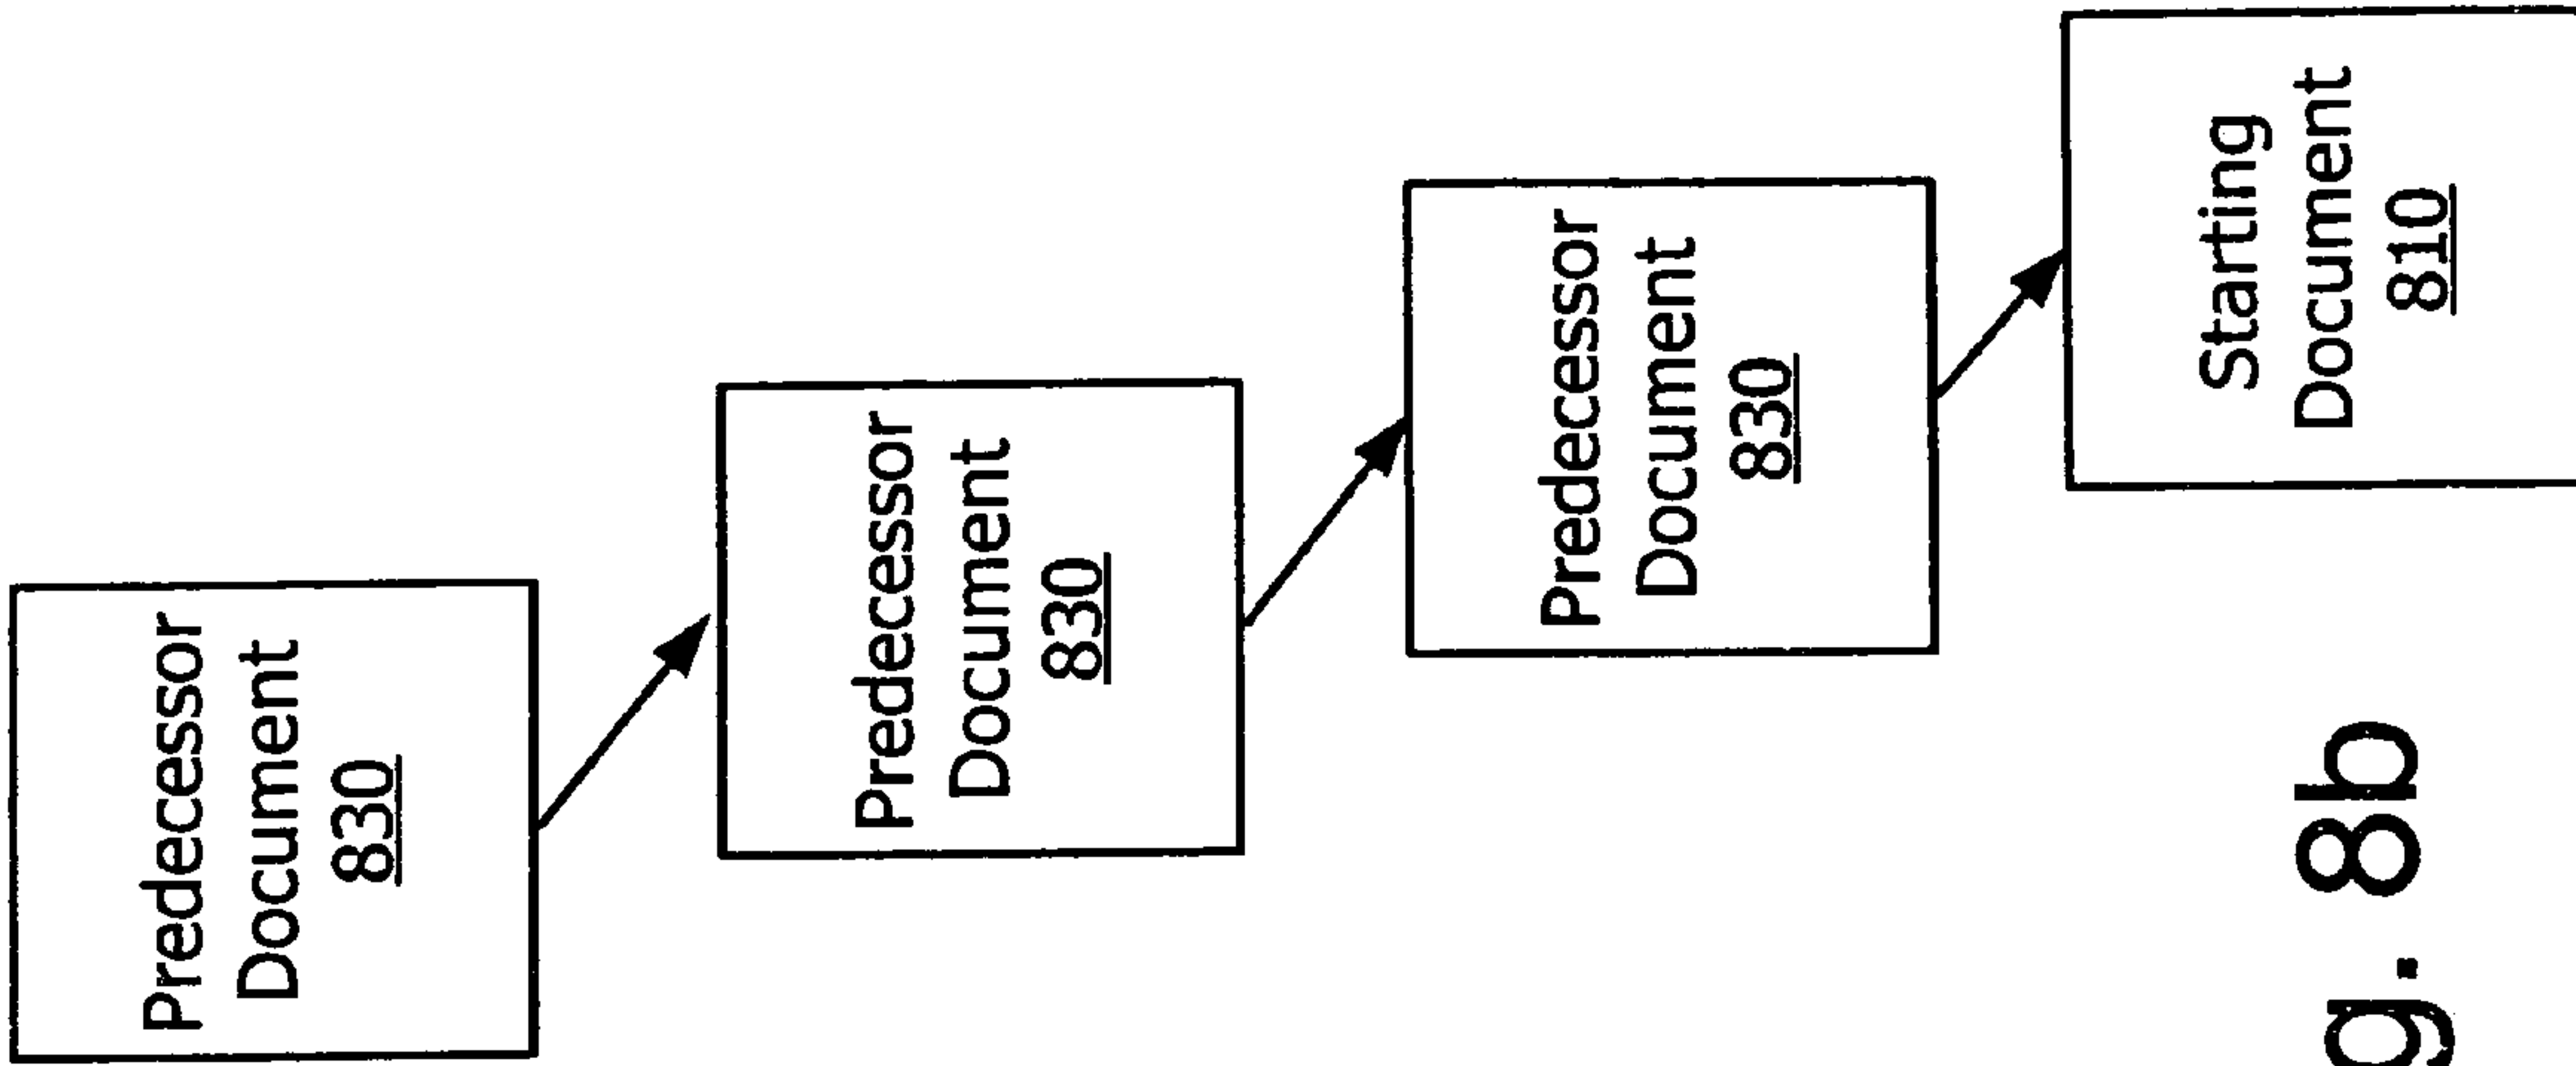 Predecessor
Document
830
Predecessor
Document
830
Predecessor
Document
830
Starting
Document
810
g. 8b